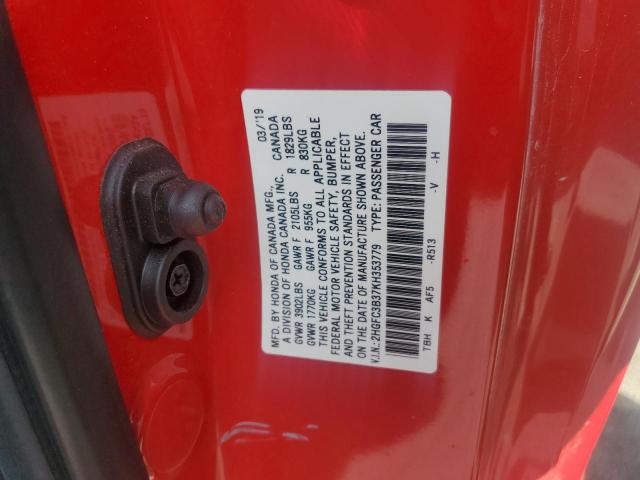 MFD. BY HONDA OF CANADA MFG. 03/'19
A DIVISION OF HONDA CANADA INC. CANADA
GVWR 3902LBS GAWR F 2105LBS R 1829LBS
GVWR 1770KG GAWR F 955KG R 830KG
THIS VEHICLE CONFORMS TO ALL APPLICABLE
FEDERAL MOTOR VEHICLE SAFETY, BUMPER,
AND THEFT PREVENTION STANDARDS IN EFFECT
ON THE DATE OF MANUFACTURE SHOWN ABOVE.
V.I.N.: 2HGFC3B37KH353779 TYPE: PASSENGER CAR
TBH K AF5 -R513 -V -H